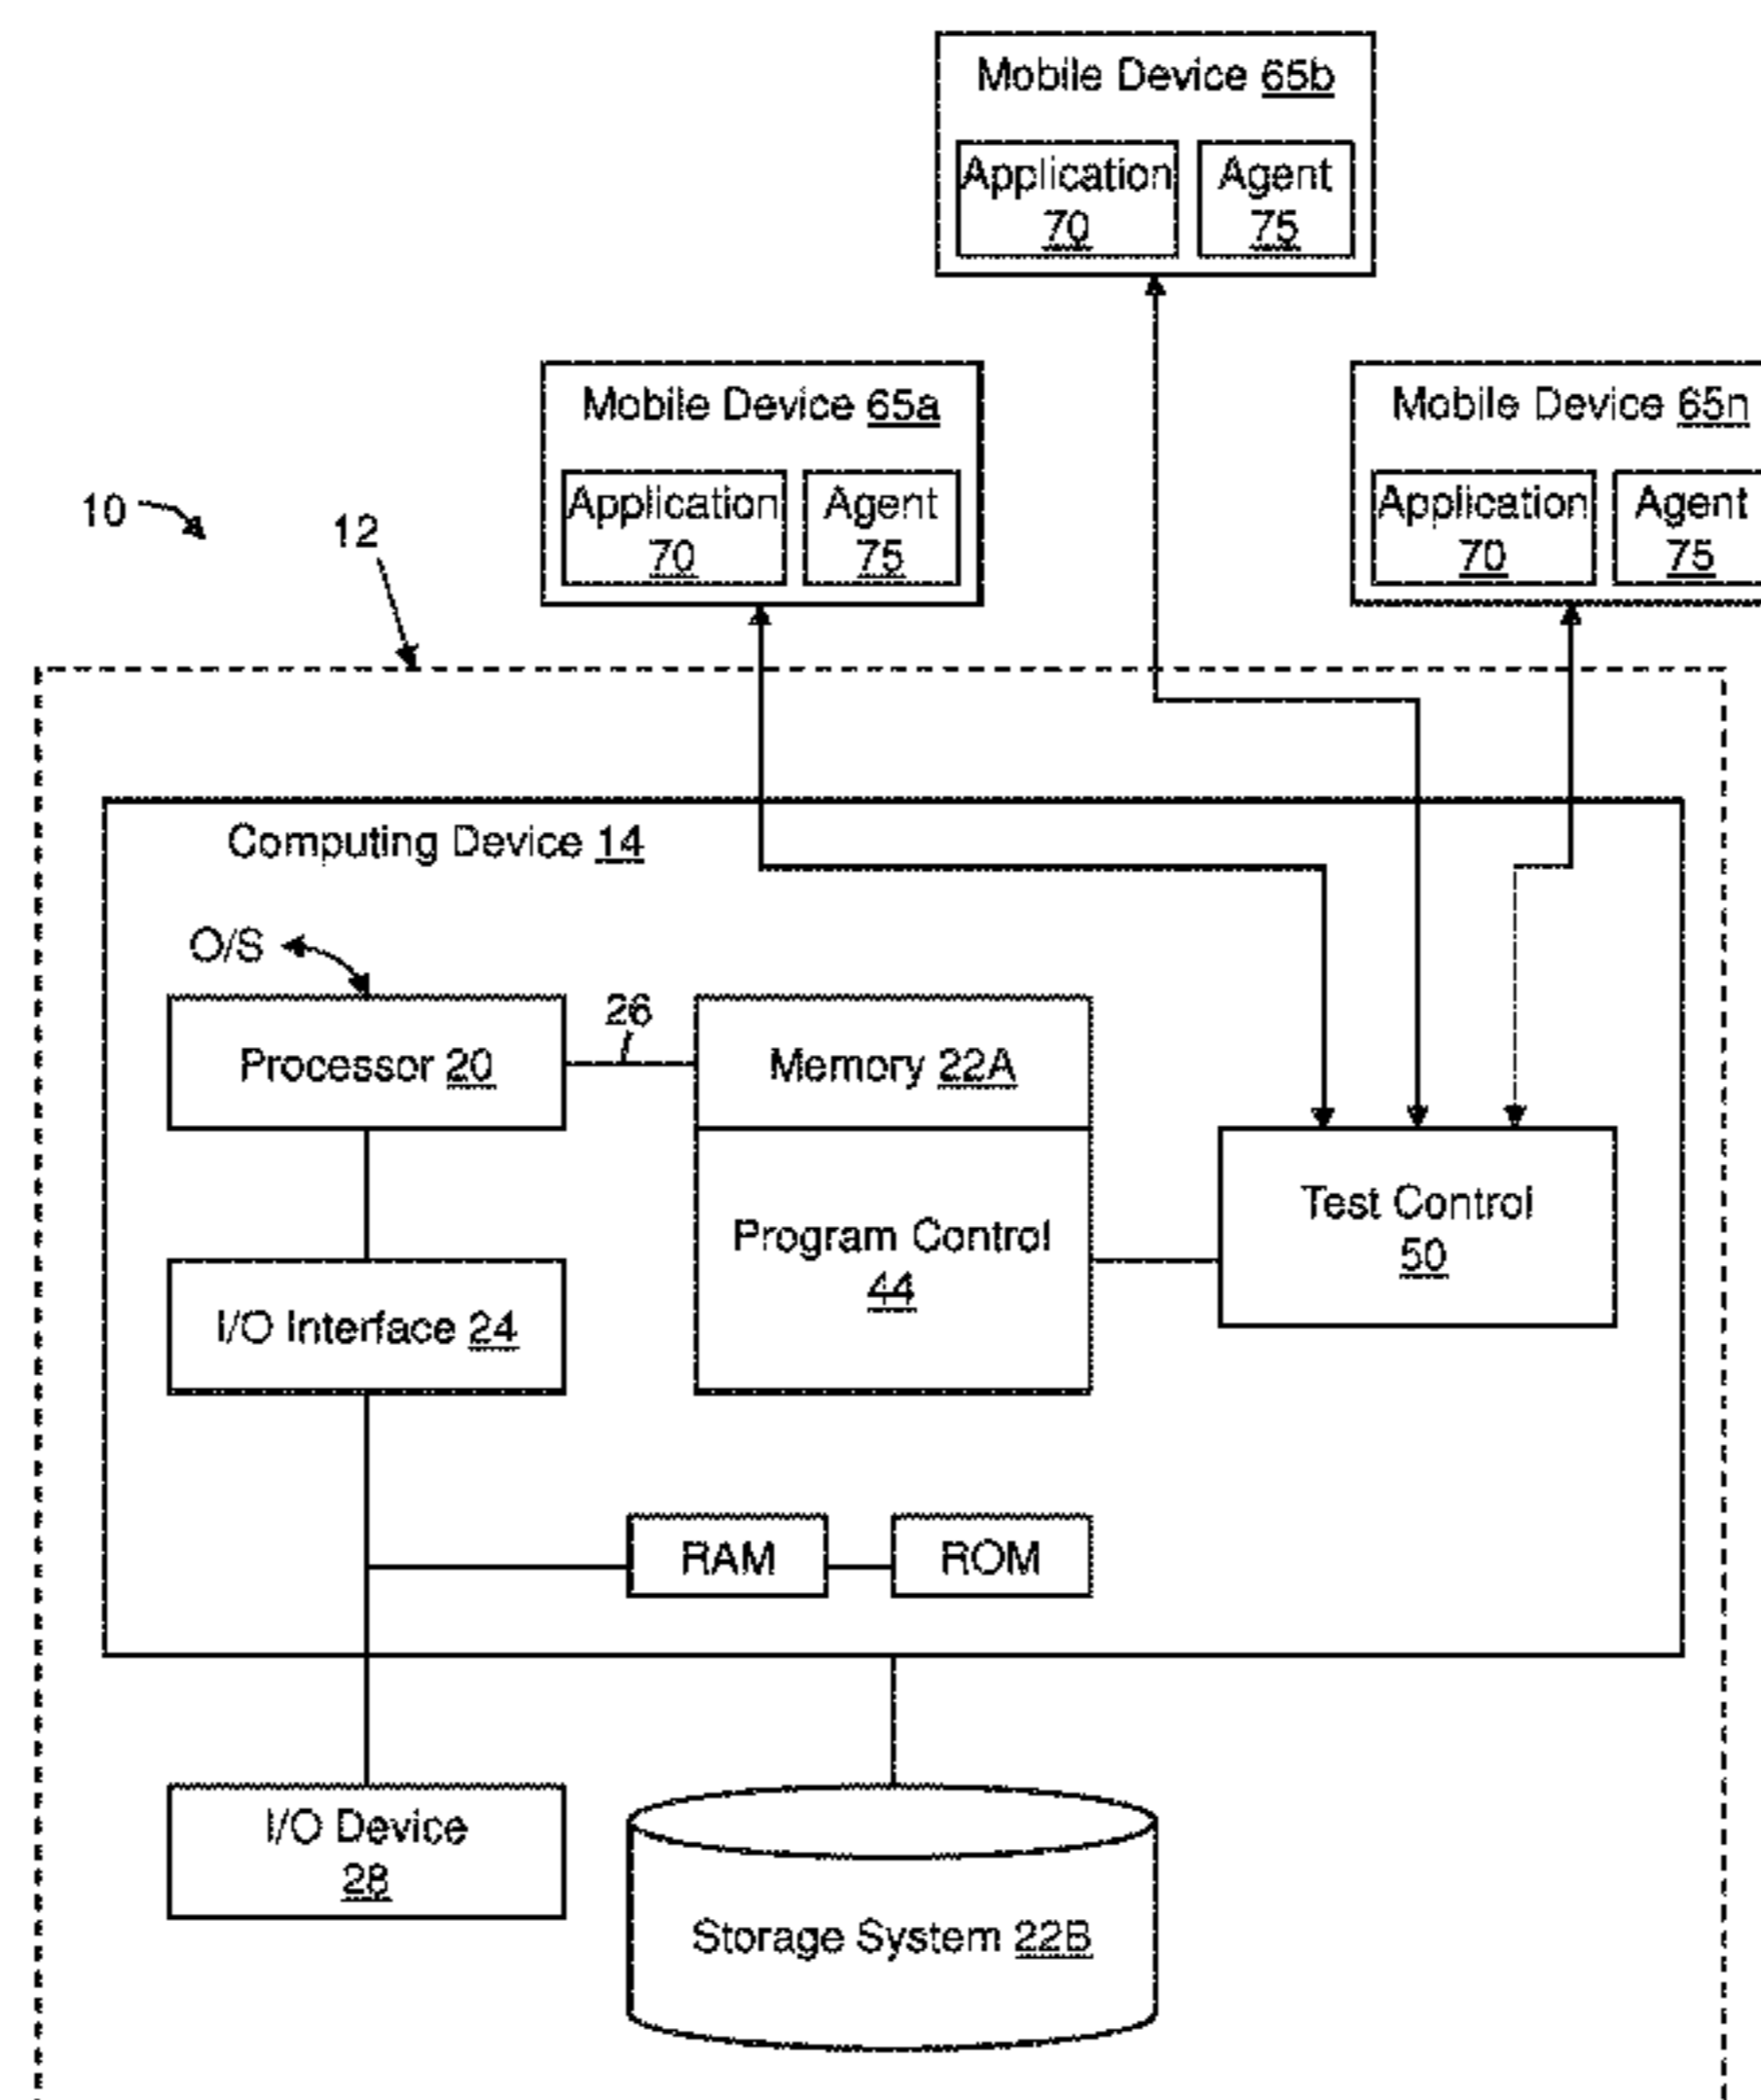 Mobile Device 65b
Application
70
Agent
75
Mobile Device 65a
Application
70
Agent
75
Mobile Device 65n
Application
70
Agent
75
10
12
Computing Device 14
O/S
Processor 20
26
Memory 22A
Program Control
44
Test Control
50
I/O Interface 24
RAM
ROM
I/O Device
28
Storage System 22B